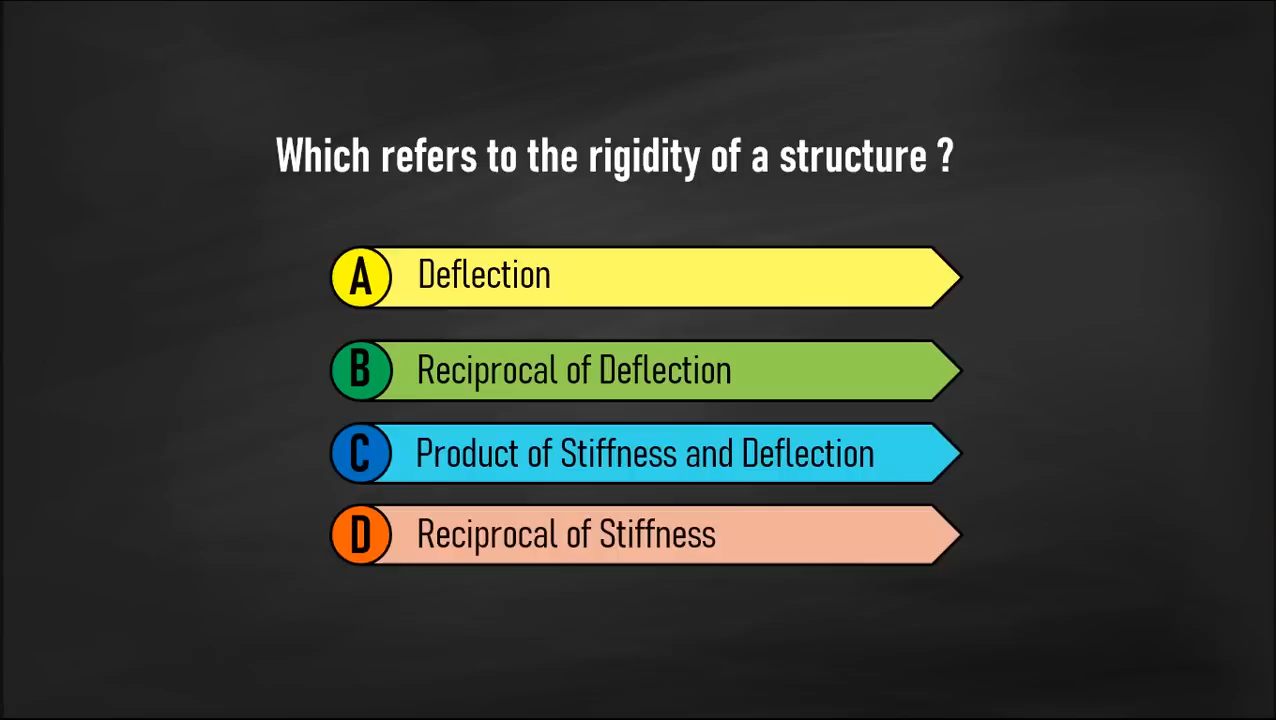 Which refers to the rigidity of a structure ?
A Deflection
B Reciprocal of Deflection
C Product of Stiffness and Deflection
D Reciprocal of Stiffness